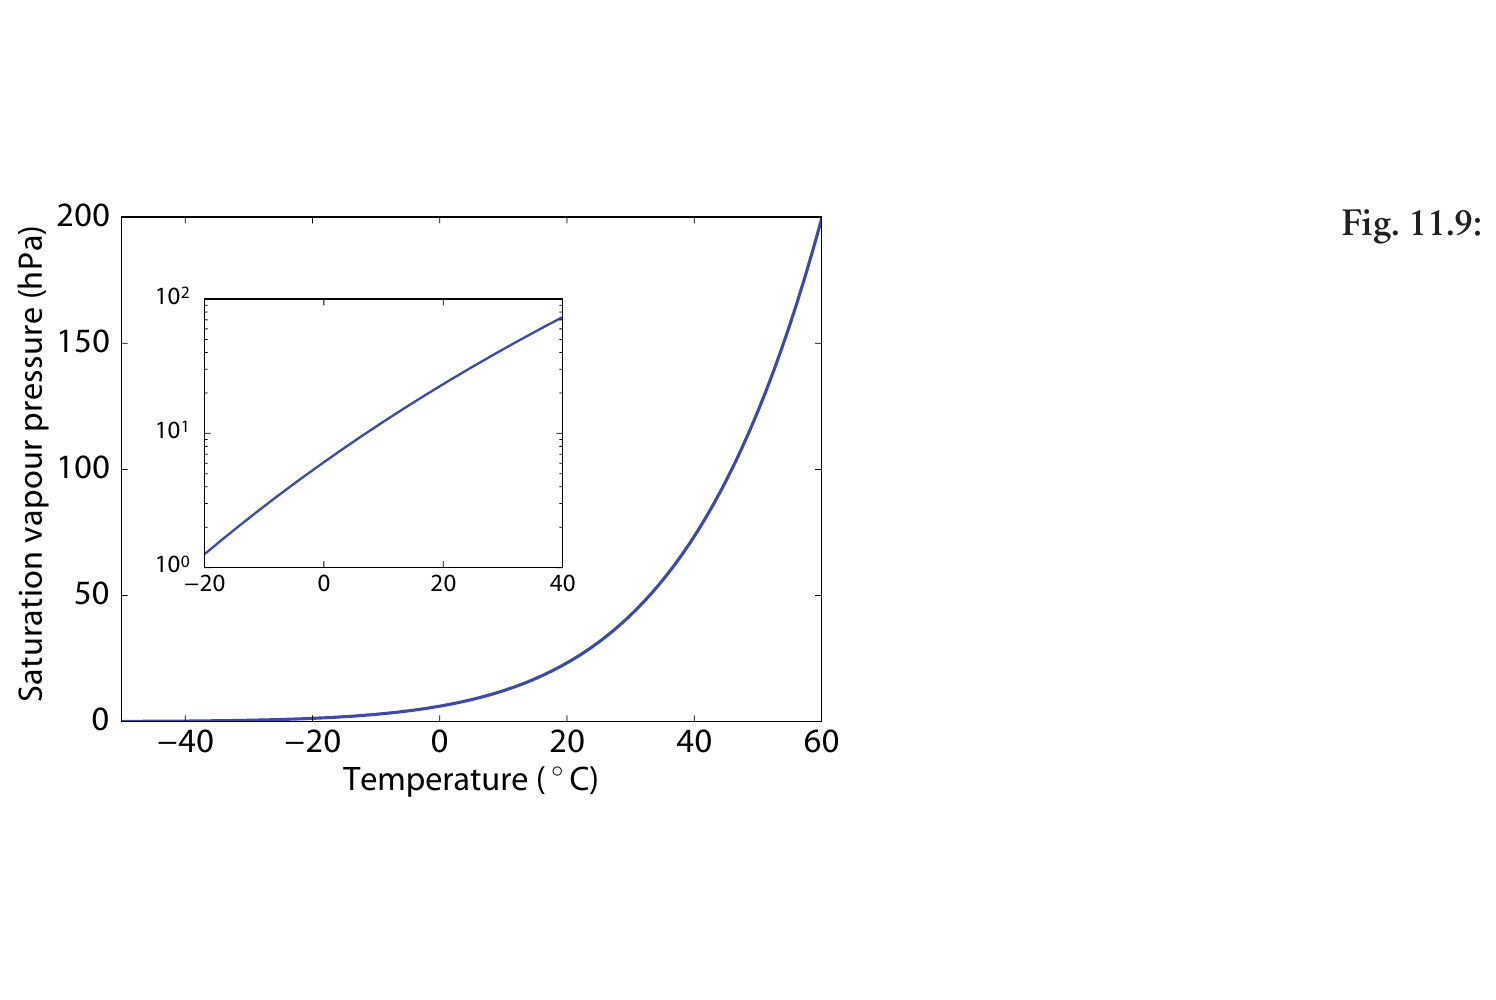 Fig. 11.9:
Saturation vapour pressure (hPa)
200
150
100
50
0
10²
10¹
10⁰
−20 0 20 40
−40 −20 0 20 40 60
Temperature (°C)